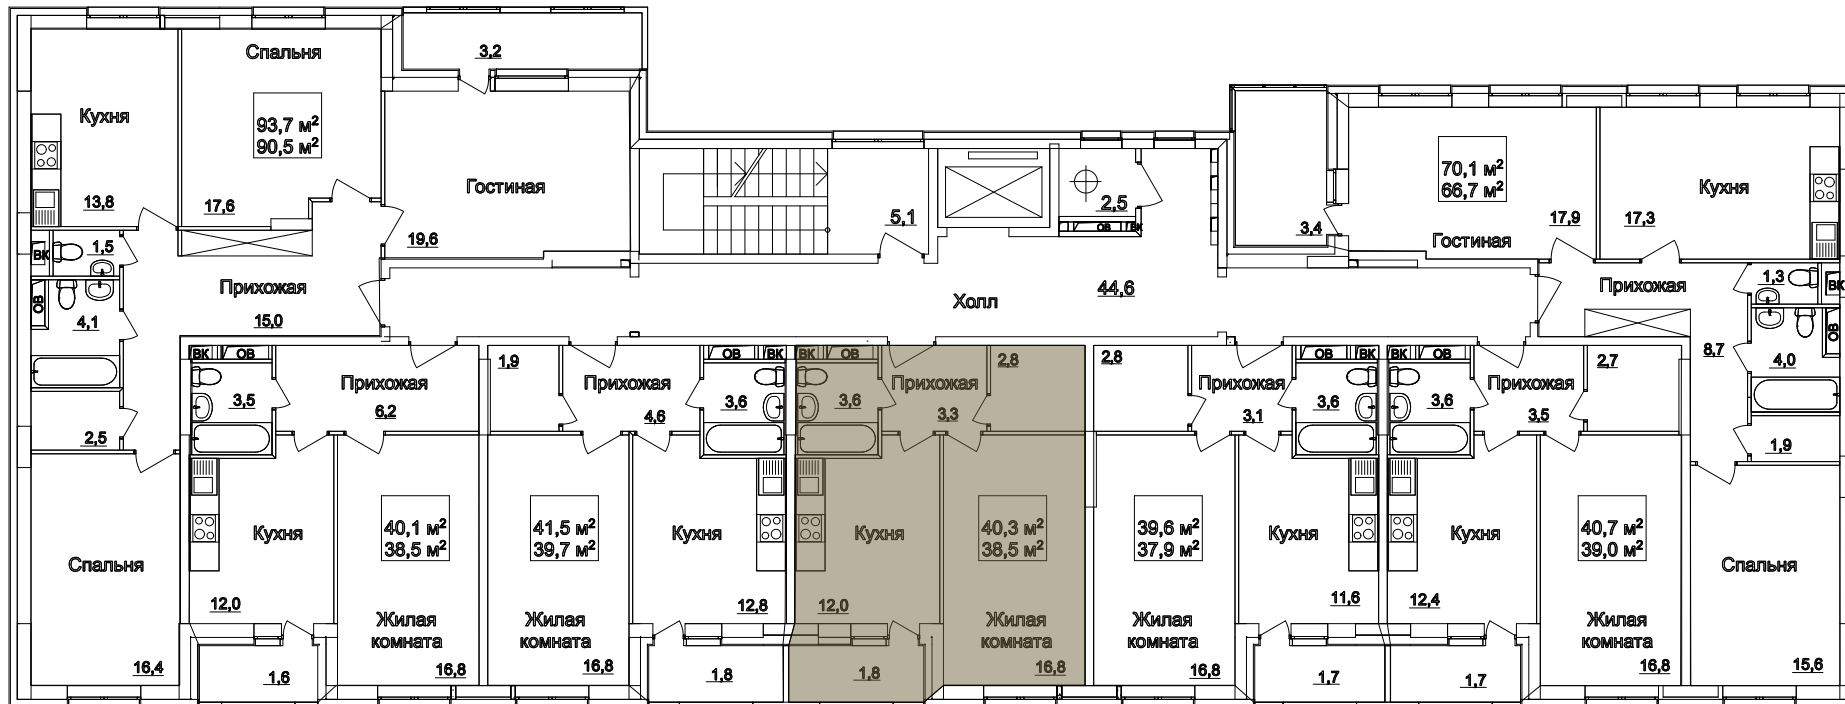 3,2
Спальня
Кухня
93,7 м²
90,5 м²
13,8
17,6
Гостиная
19,6
5,1
2,5
ОВ
ВК
3,4
70,1 м²
66,7 м²
17,9
Гостиная
Кухня
17,3
ВК
1,5
ОВ
4,1
Прихожая
15,0
2,5
Холл
44,6
Прихожая
1,3
ВК
ОВ
8,7
4,0
1,9
ВК
ОВ
3,5
Прихожая
6,2
1,9
Прихожая
4,6
ОВ
ВК
3,6
ВК
ОВ
3,6
Прихожая
3,3
2,8
2,8
Прихожая
3,1
ОВ
ВК
3,6
ВК
ОВ
3,6
Прихожая
3,5
2,7
Спальня
16,4
Кухня
12,0
1,6
40,1 м²
38,5 м²
Жилая
комната
16,8
41,5 м²
39,7 м²
Жилая
комната
16,8
Кухня
12,8
1,8
Кухня
12,0
1,8
40,3 м²
38,5 м²
Жилая
комната
16,8
39,6 м²
37,9 м²
Жилая
комната
16,8
Кухня
11,6
1,7
Кухня
12,4
1,7
40,7 м²
39,0 м²
Жилая
комната
16,8
Спальня
15,6